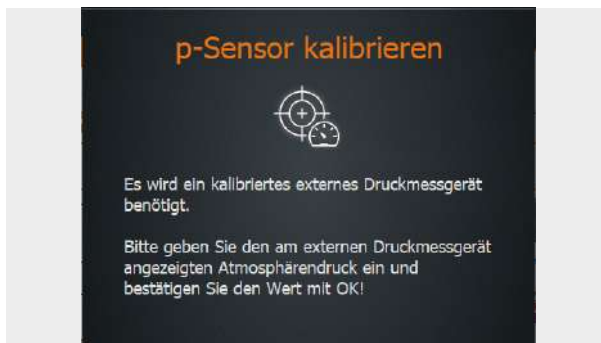 p-Sensor kalibrieren
Es wird ein kalibriertes externes Druckmessgerät
benötigt.
Bitte geben Sie den am externen Druckmessgerät
angezeigten Atmosphärendruck ein und
bestätigen Sie den Wert mit OK!